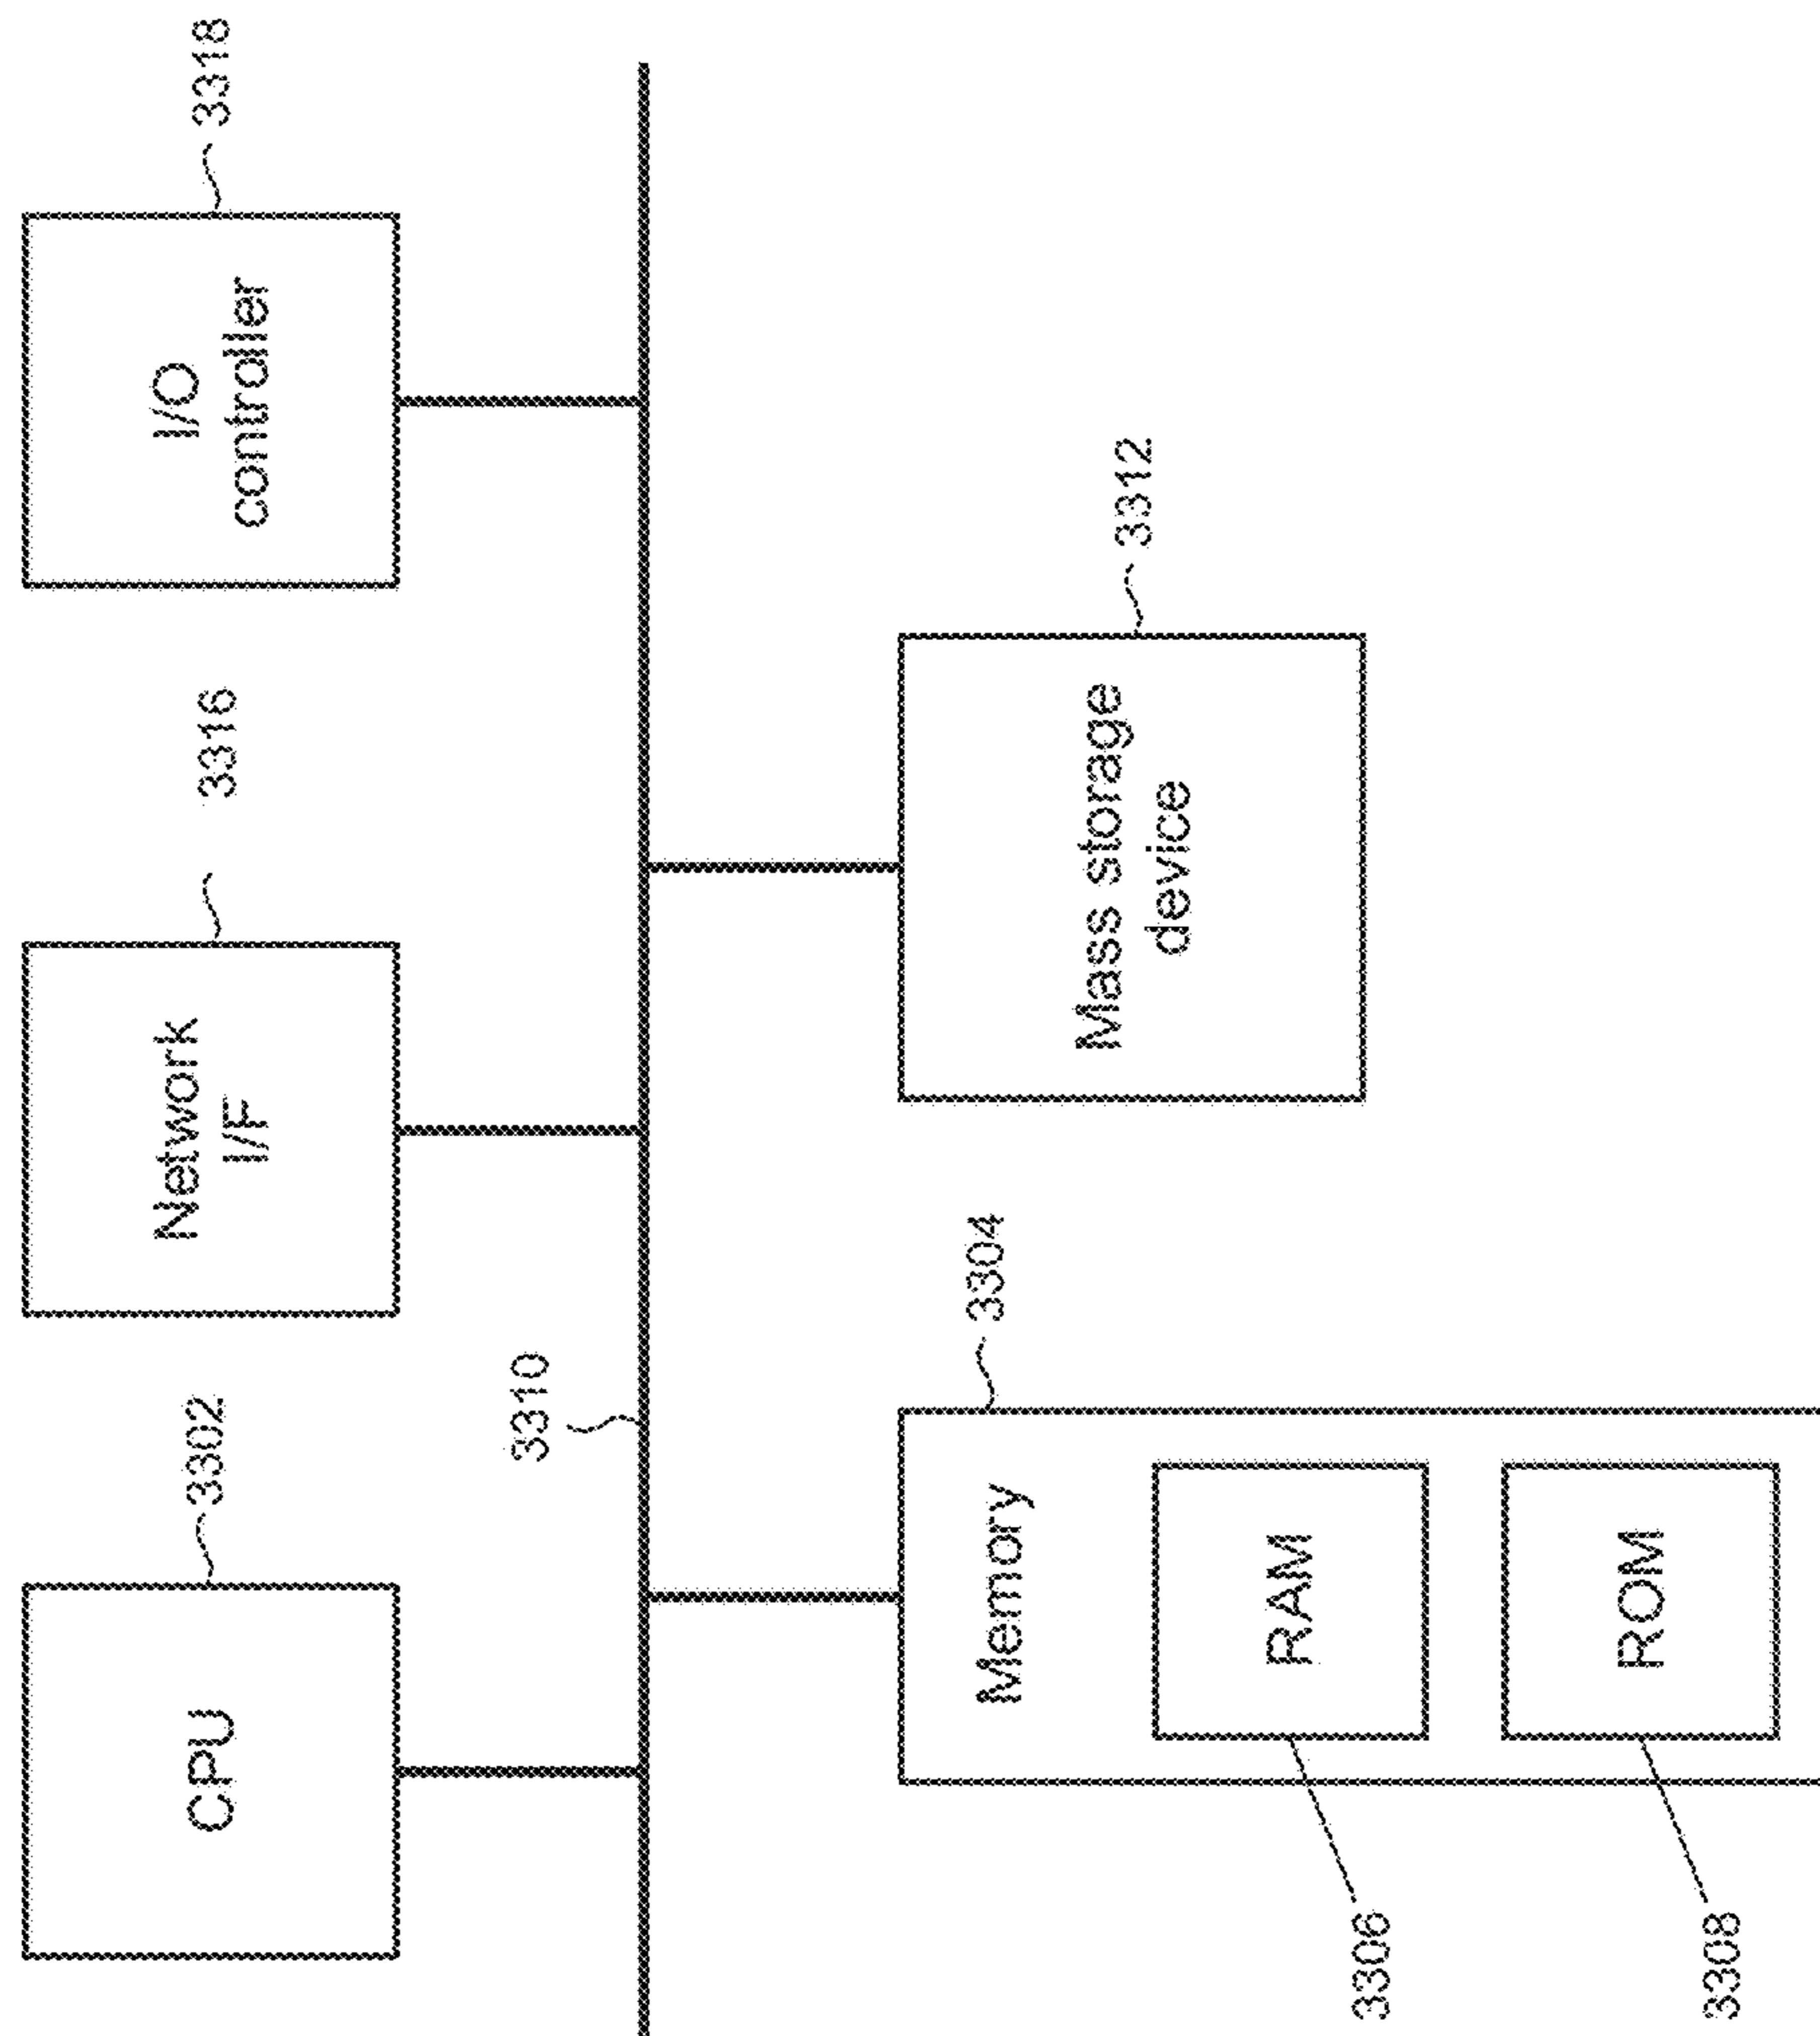 CPU
3302
Network
I/F
3316
I/O
controller
3318
3310
Memory
3304
RAM
3306
ROM
3308
Mass storage
device
3312